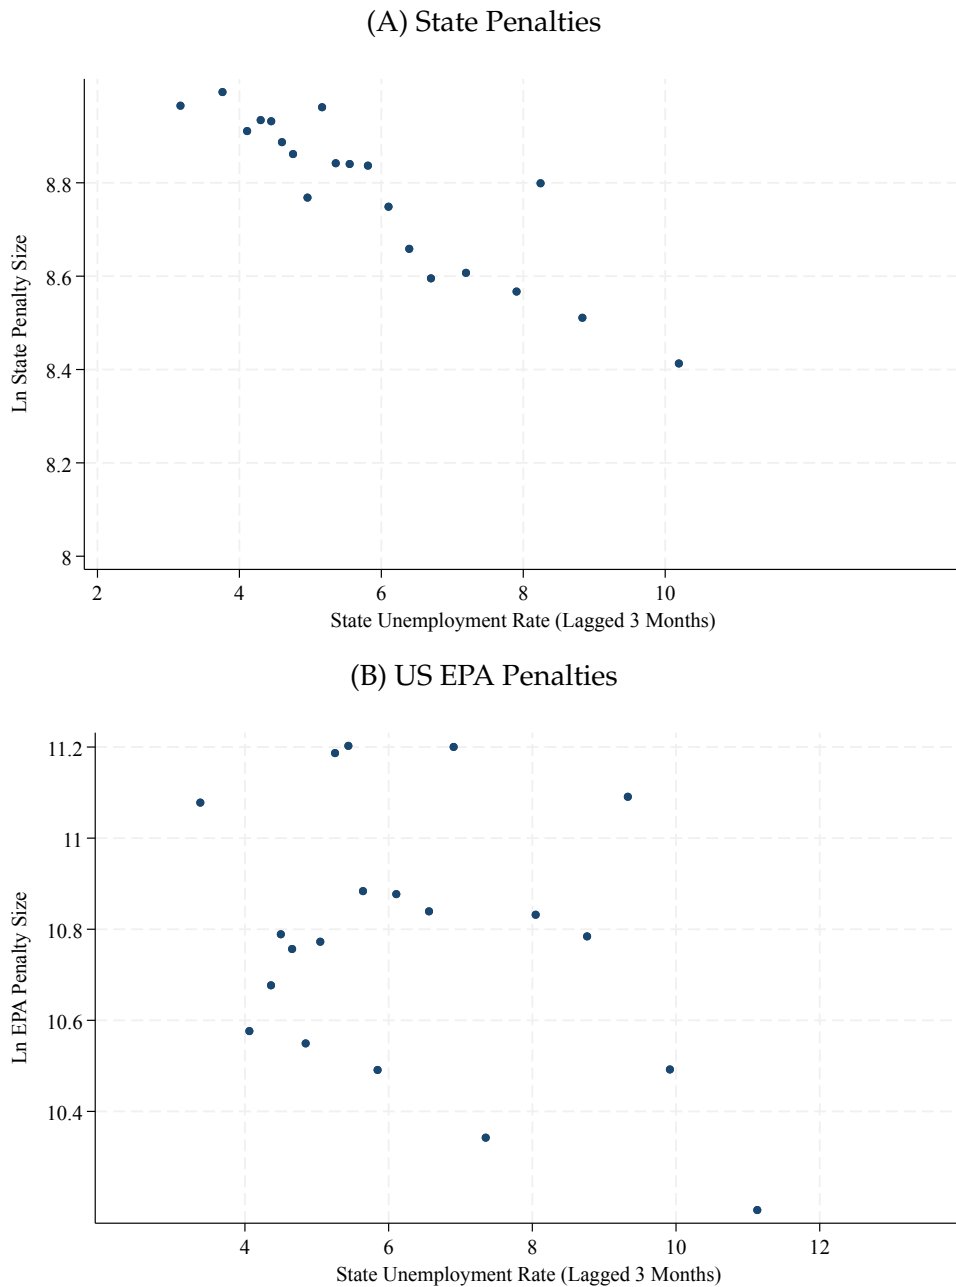 (A) State Penalties
8.8
8.6
8.4
8.2
8
Ln State Penalty Size
2 4 6 8 10
State Unemployment Rate (Lagged 3 Months)
(B) US EPA Penalties
11.2
11
10.8
10.6
10.4
Ln EPA Penalty Size
4 6 8 10 12
State Unemployment Rate (Lagged 3 Months)